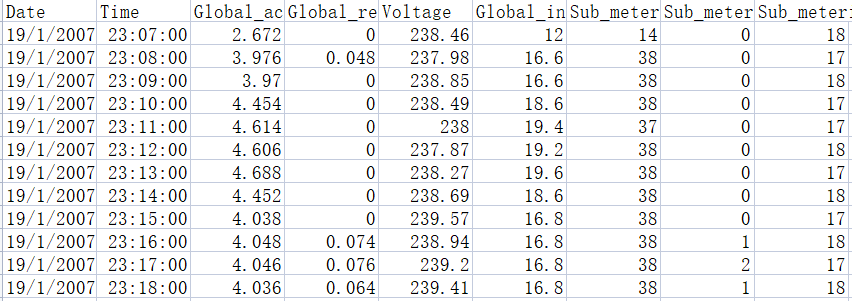 Date Time Global_ac Global_re Voltage Global_in Sub_meter Sub_meter Sub_meter
19/1/2007 23:07:00 2.672 0 238.46 12 14 0 18
19/1/2007 23:08:00 3.976 0.048 237.98 16.6 38 0 17
19/1/2007 23:09:00 3.97 0 238.85 16.6 38 0 18
19/1/2007 23:10:00 4.454 0 238.49 18.6 38 0 17
19/1/2007 23:11:00 4.614 0 238 19.4 37 0 17
19/1/2007 23:12:00 4.606 0 237.87 19.2 38 0 18
19/1/2007 23:13:00 4.688 0 238.27 19.6 38 0 17
19/1/2007 23:14:00 4.452 0 238.69 18.6 38 0 18
19/1/2007 23:15:00 4.038 0 239.57 16.8 38 0 17
19/1/2007 23:16:00 4.048 0.074 238.94 16.8 38 1 18
19/1/2007 23:17:00 4.046 0.076 239.2 16.8 38 2 17
19/1/2007 23:18:00 4.036 0.064 239.41 16.8 38 1 18